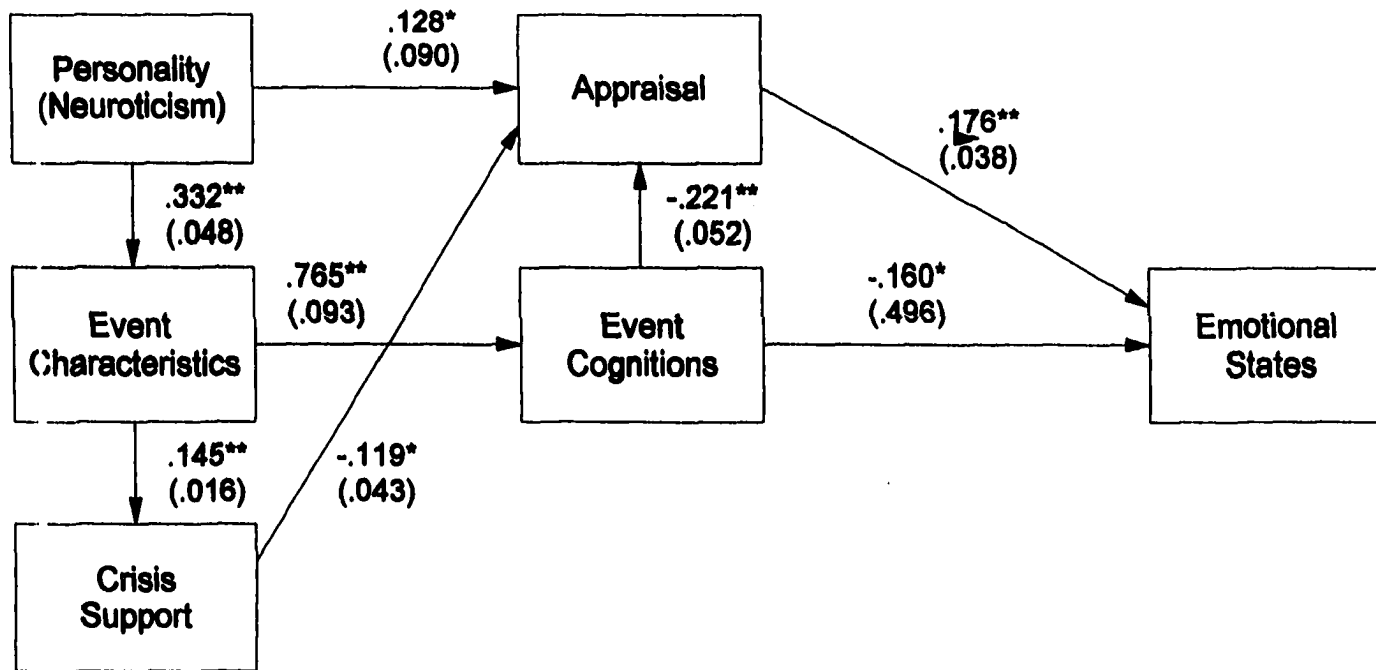 Personality
(Neuroticism)
.128*
(.090)
Appraisal
.176**
(.038)
.332**
(.048)
-.221**
(.052)
Event
Characteristics
.765**
(.093)
Event
Cognitions
-.160*
(.496)
Emotional
States
.145**
(.016)
-.119*
(.043)
Crisis
Support